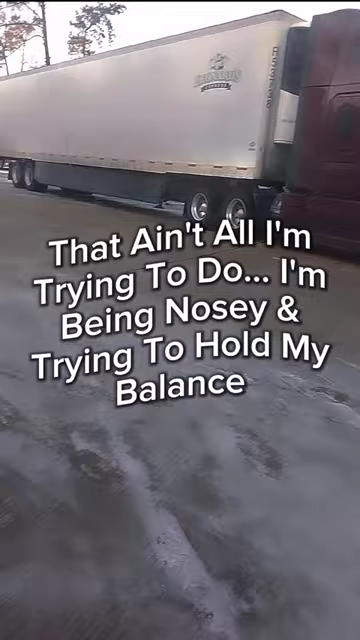 That Ain't All I'm
Trying To Do... I'm
Being Nosey &
Trying To Hold My
Balance